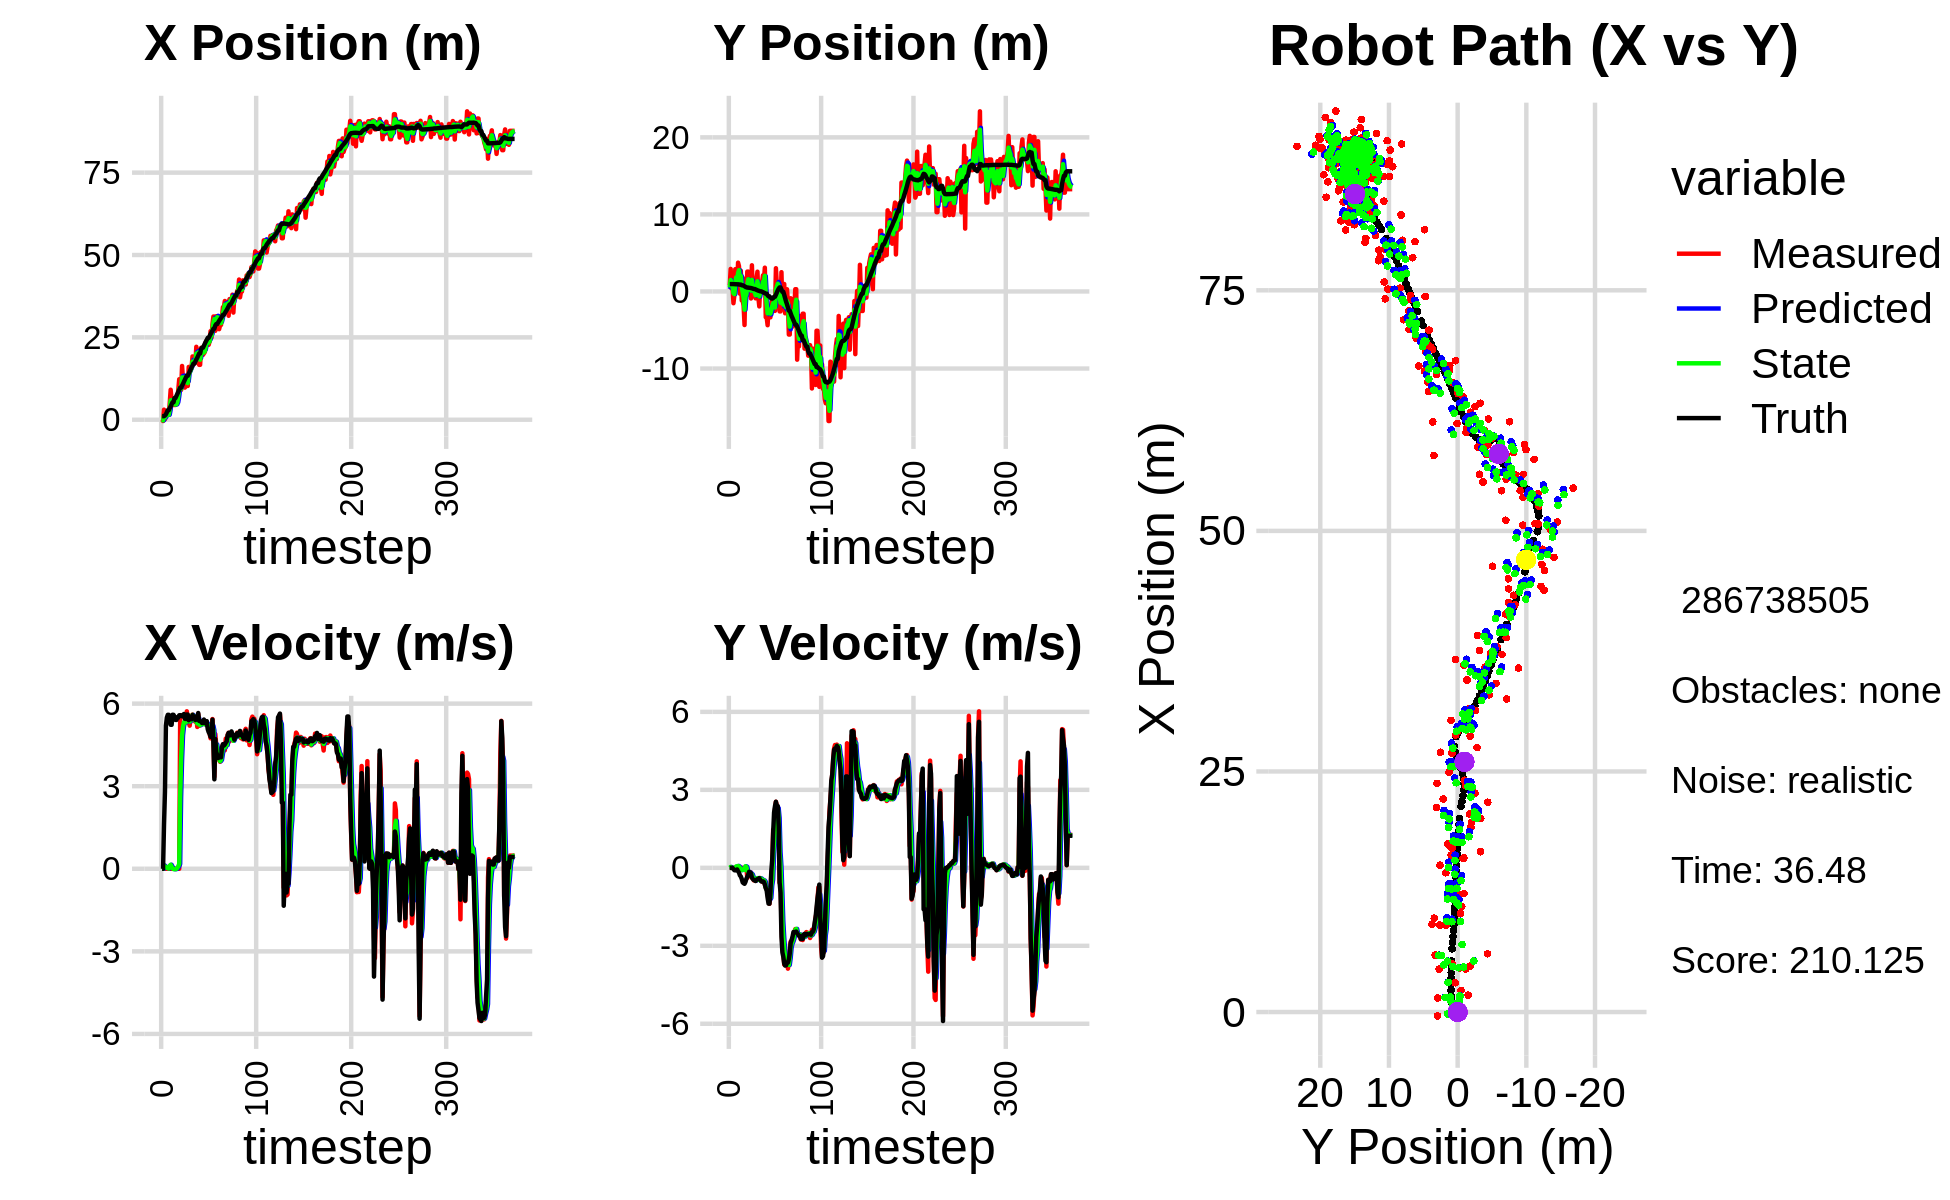 X Position (m)
75
50
25
0
0
100
200
300
timestep
Y Position (m)
20
10
0
-10
0
100
200
300
timestep
X Velocity (m/s)
6
3
0
-3
-6
0
100
200
300
timestep
Y Velocity (m/s)
6
3
0
-3
-6
0
100
200
300
timestep
Robot Path (X vs Y)
X Position (m)
75
50
25
0
20 10 0 -10 -20
Y Position (m)
variable
Measured
Predicted
State
Truth
286738505
Obstacles: none
Noise: realistic
Time: 36.48
Score: 210.125